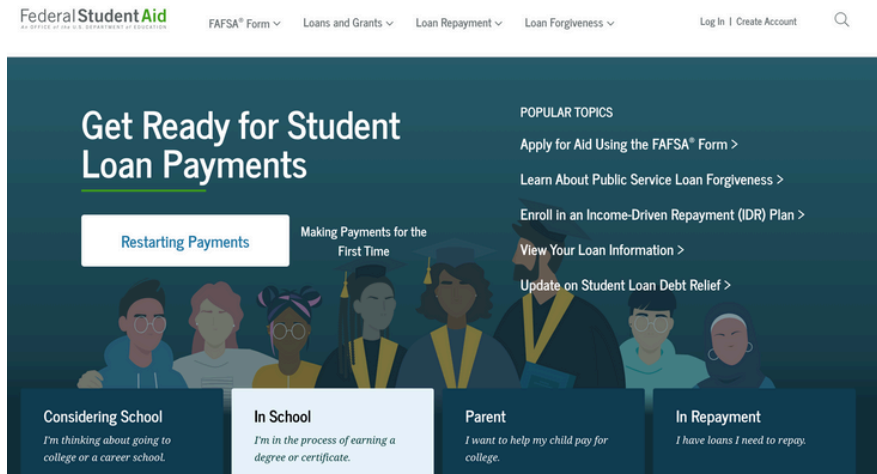 Federal Student Aid
An OFFICE of the U.S. DEPARTMENT of EDUCATION
FAFSA® Form
Loans and Grants
Loan Repayment
Loan Forgiveness
Log In | Create Account
Get Ready for Student
Loan Payments
Restarting Payments
Making Payments for the
First Time
POPULAR TOPICS
Apply for Aid Using the FAFSA® Form >
Learn About Public Service Loan Forgiveness >
Enroll in an Income-Driven Repayment (IDR) Plan >
View Your Loan Information >
Update on Student Loan Debt Relief >
Considering School
I'm thinking about going to
college or a career school.
In School
I'm in the process of earning a
degree or certificate.
Parent
I want to help my child pay for
college.
In Repayment
I have loans I need to repay.